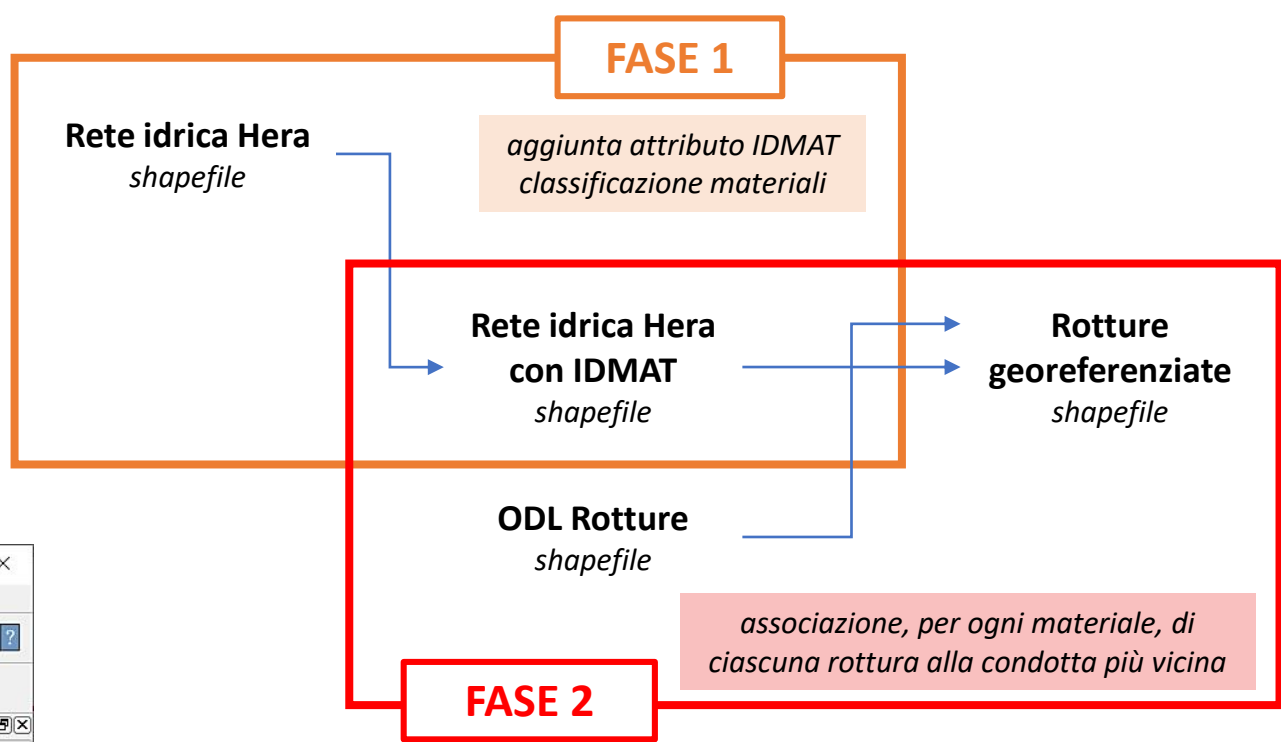 FASE 1
Rete idrica Hera
shapefile
aggiunta attributo IDMAT
classificazione materiali
Rete idrica Hera
con IDMAT
shapefile
Rotture
georeferenziate
shapefile
ODL Rotture
shapefile
?
associazione, per ogni materiale, di
ciascuna rottura alla condotta più vicina
FASE 2